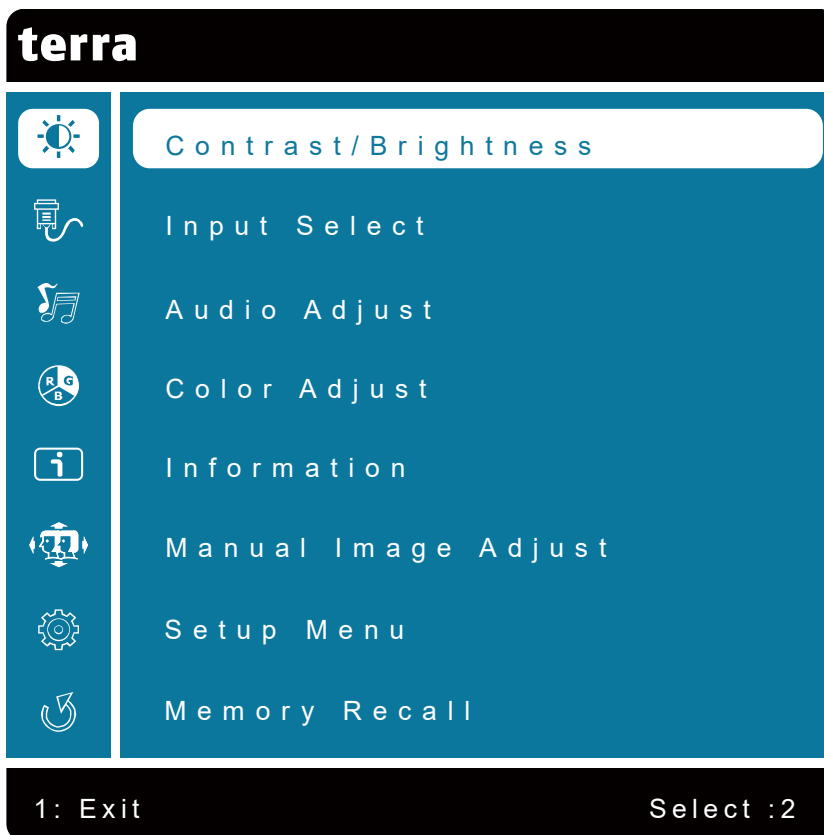 terra
Contrast/Brightness
Input Select
Audio Adjust
R G
B
Color Adjust
i
Information
Manual Image Adjust
Setup Menu
Memory Recall
1: Exit Select :2